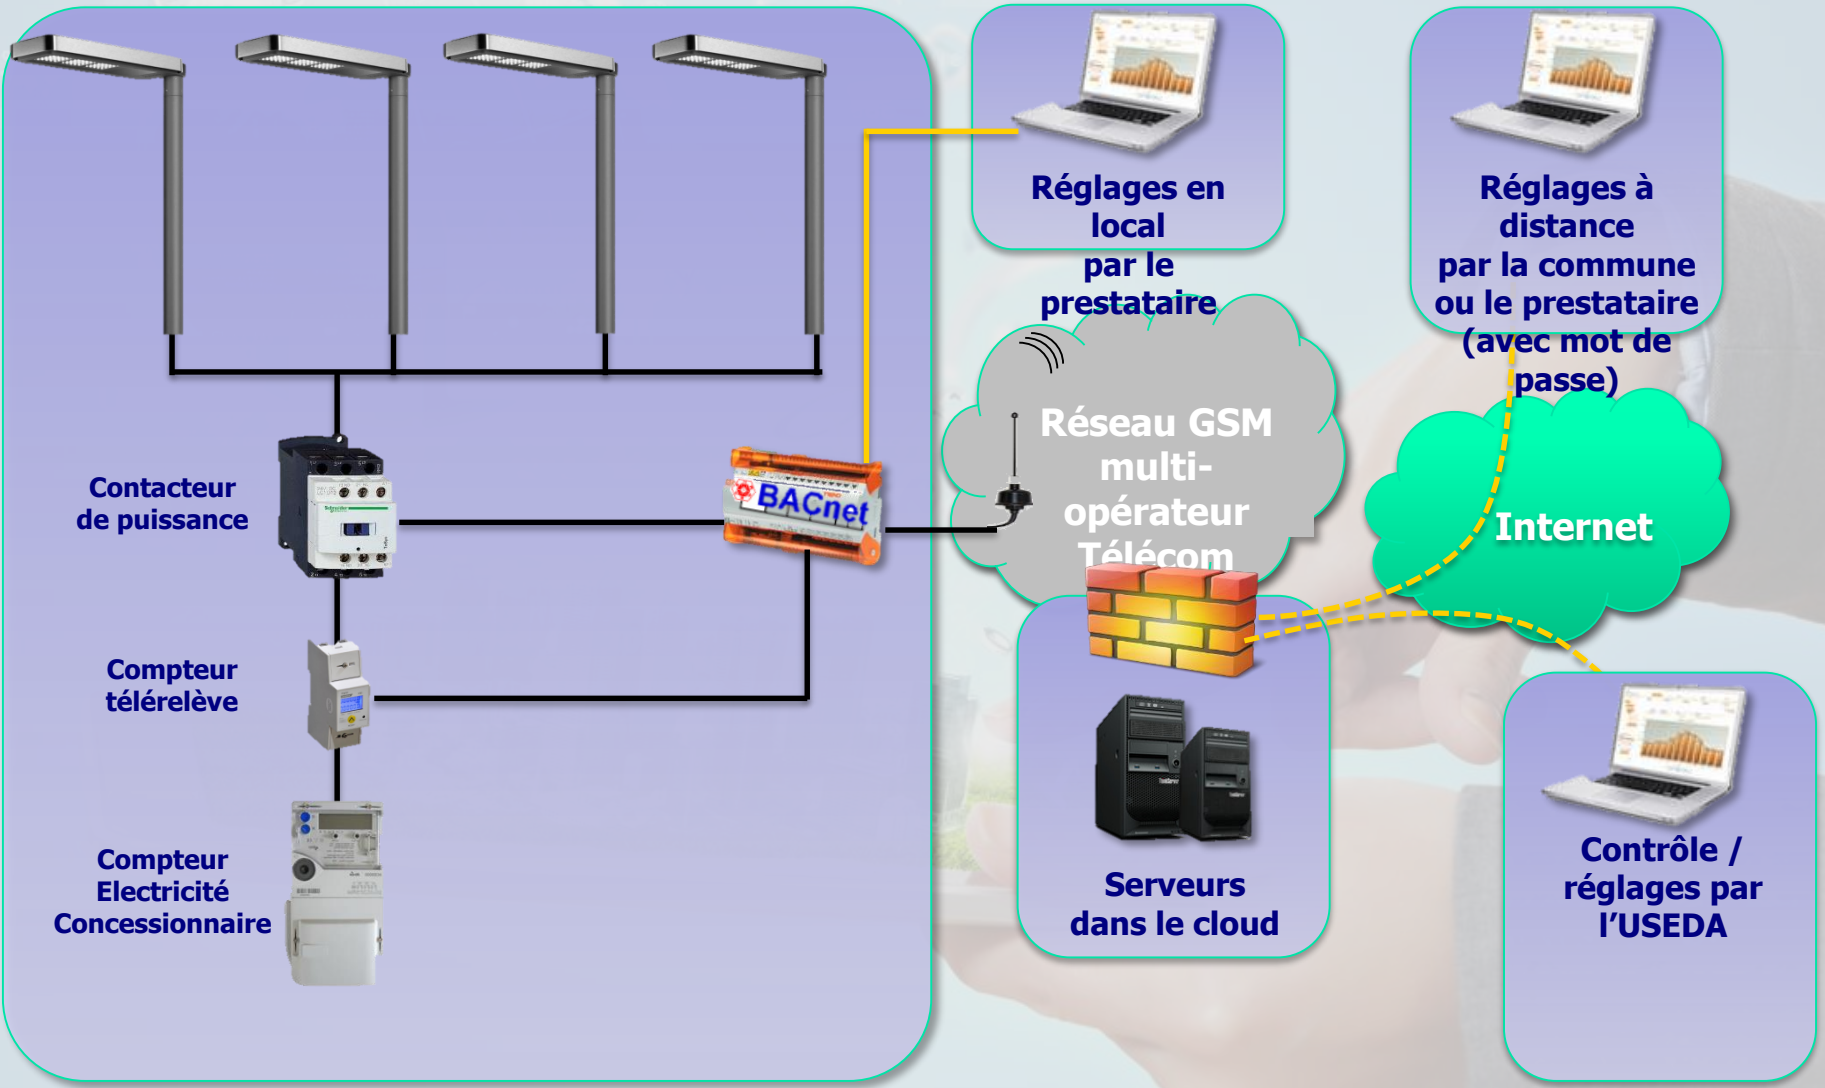 Réglages en
local
par le
prestataire
Réglages à
distance
par la commune
ou le prestataire
(avec mot de
passe)
Réseau GSM
multi-
opérateur
Télécom
Internet
Contacteur
de puissance
BACnet
Compteur
télérelève
Compteur
Electricité
Concessionnaire
Serveurs
dans le cloud
Contrôle /
réglages par
l’USEDA